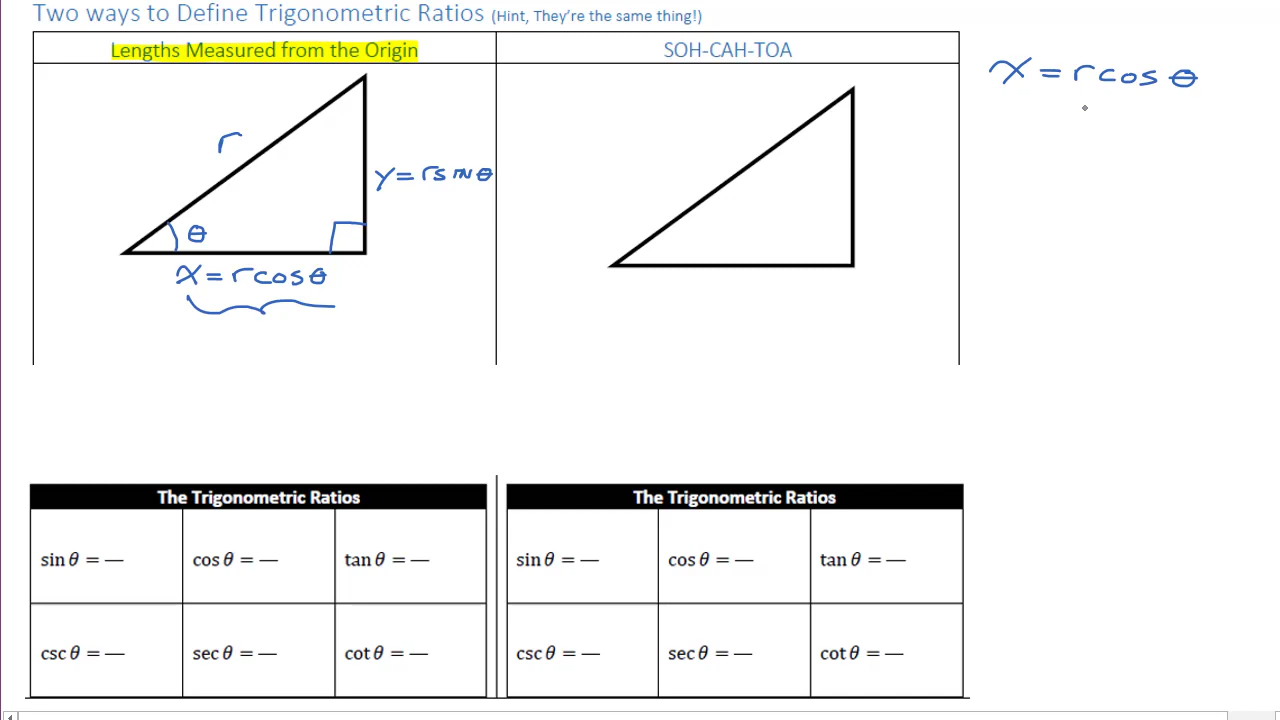 Two ways to Define Trigonometric Ratios (Hint, They're the same thing!)
Lengths Measured from the Origin
SOH-CAH-TOA
x = r cos θ
r
y = r sin θ
θ
x = r cos θ
The Trigonometric Ratios
sin θ = —
cos θ = —
tan θ = —
csc θ = —
sec θ = —
cot θ = —
The Trigonometric Ratios
sin θ = —
cos θ = —
tan θ = —
csc θ = —
sec θ = —
cot θ = —